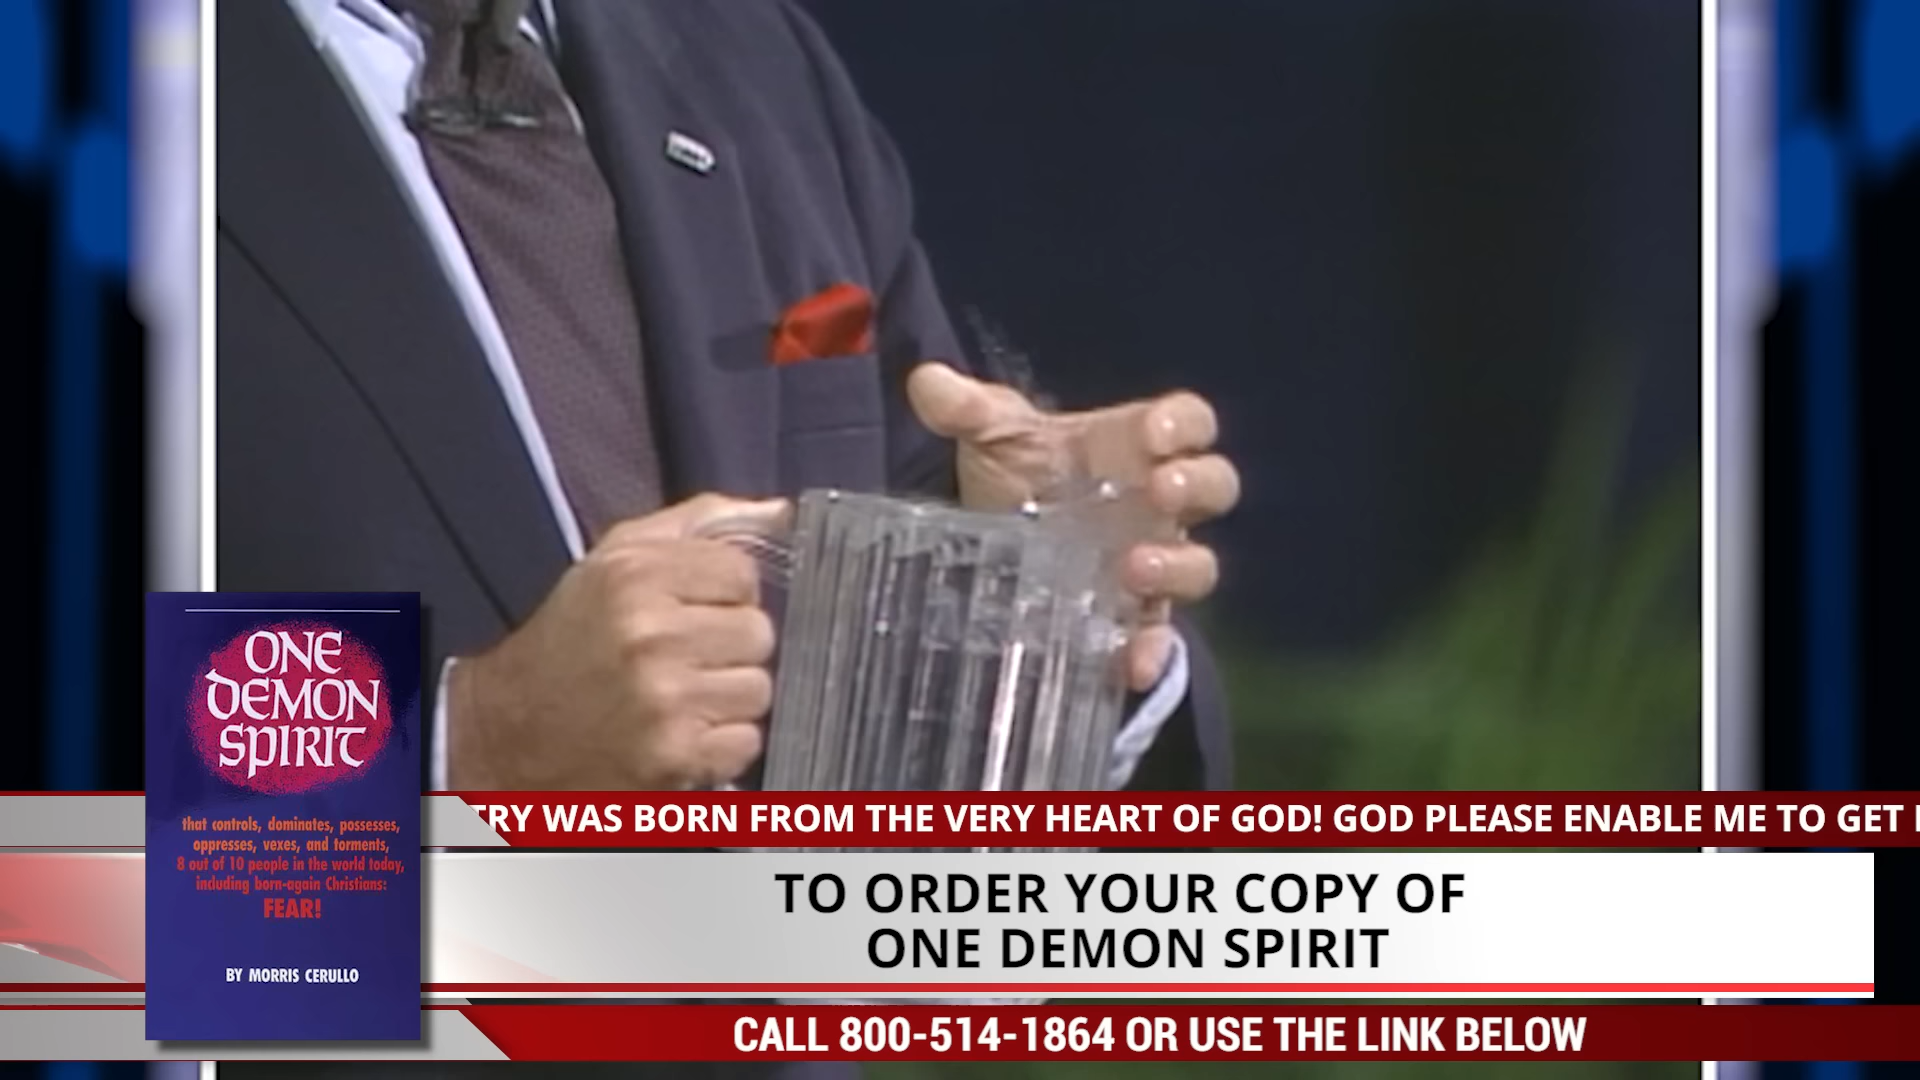 ONE
DEMON
SPIRIT
that controls, dominates, possesses,
oppresses, vexes, and torments,
8 out of 10 people in the world today,
including born-again Christians:
FEAR!
BY MORRIS CERULLO
WAS BORN FROM THE VERY HEART OF GOD! GOD PLEASE ENABLE ME TO GET
TO ORDER YOUR COPY OF
ONE DEMON SPIRIT
CALL 800-514-1864 OR USE THE LINK BELOW